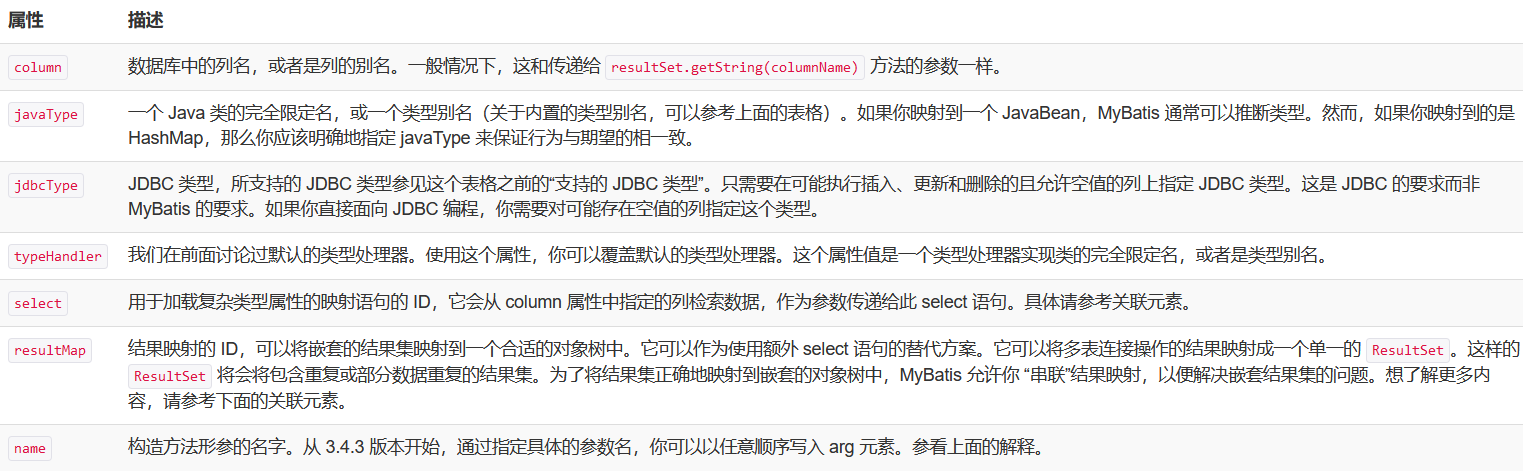 属性 描述
column 数据库中的列名，或者是列的别名。一般情况下，这和传递给 resultSet.getString(columnName) 方法的参数一样。
javaType 一个 Java 类的完全限定名，或一个类型别名（关于内置的类型别名，可以参考上面的表格）。如果你映射到一个 JavaBean，MyBatis 通常可以推断类型。然而，如果你映射到的是
HashMap，那么你应该明确地指定 javaType 来保证行为与期望的相一致。
jdbcType JDBC 类型，所支持的 JDBC 类型参见这个表格之前的“支持的 JDBC 类型”。只需要在可能执行插入、更新和删除的且允许空值的列上指定 JDBC 类型。这是 JDBC 的要求而非
MyBatis 的要求。如果你直接面向 JDBC 编程，你需要对可能存在空值的列指定这个类型。
typeHandler 我们在前面讨论过默认的类型处理器。使用这个属性，你可以覆盖默认的类型处理器。这个属性值是一个类型处理器实现类的完全限定名，或者是类型别名。
select 用于加载复杂类型属性的映射语句的 ID，它会从 column 属性中指定的列检索数据，作为参数传递给此 select 语句。具体请参考关联元素。
resultMap 结果映射的 ID，可以将嵌套的结果集映射到一个合适的对象树中。它可以作为使用额外 select 语句的替代方案。它可以将多表连接操作的结果映射成一个单一的 ResultSet。这样的
ResultSet 将会将包含重复或部分数据重复的结果集。为了将结果集正确地映射到嵌套的对象树中，MyBatis 允许你 “串联”结果映射，以便解决嵌套结果集的问题。想了解更多内
容，请参考下面的关联元素。
name 构造方法形参的名字。从 3.4.3 版本开始，通过指定具体的参数名，你可以以任意顺序写入 arg 元素。参看上面的解释。